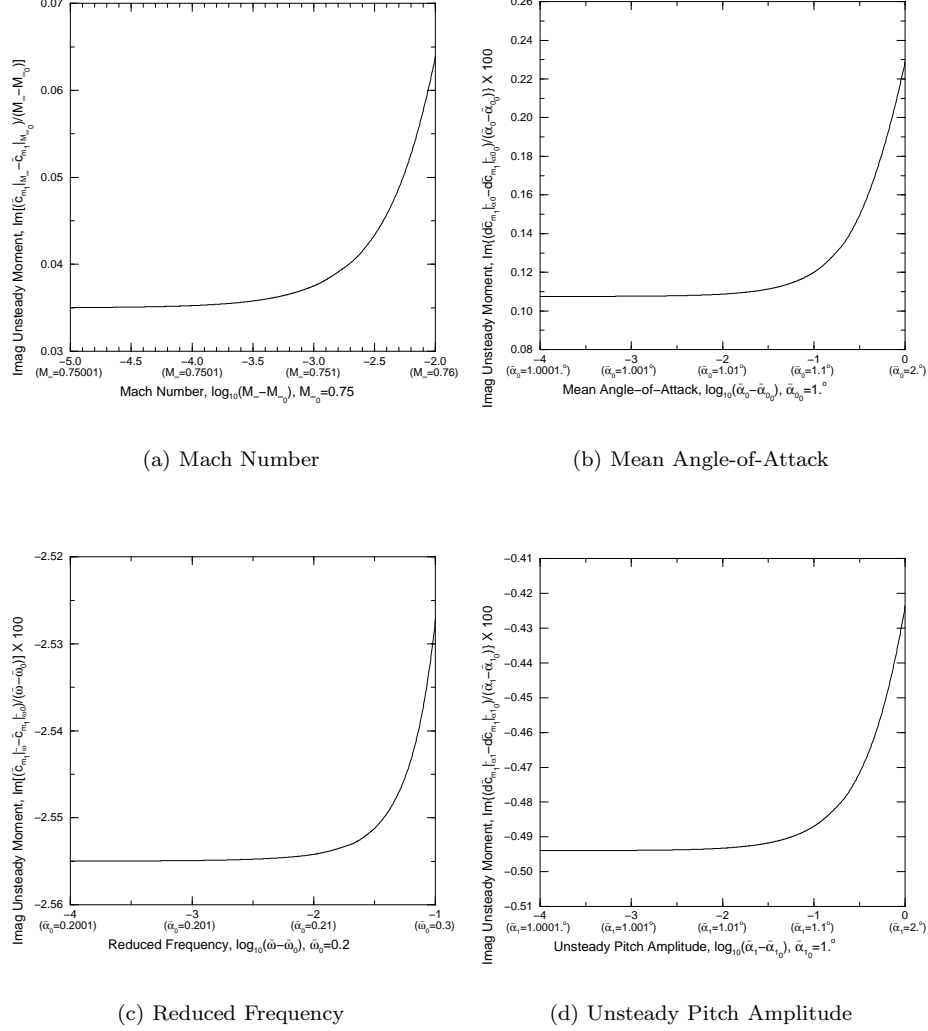 Imag Unsteady Moment, Im[(c̄ₘ₁|M∞−c̄ₘ₁|M∞₀)/(M∞−M∞₀)]
0.07
0.06
0.05
0.04
0.03
−5.0 −4.5 −4.0 −3.5 −3.0 −2.5 −2.0
(M∞=0.75001) (M∞=0.7501) (M∞=0.751) (M∞=0.76)
Mach Number, log₁₀(M∞−M∞₀), M∞₀=0.75
(a) Mach Number
Imag Unsteady Moment, Im{(dc̄ₘ₁|ᾱ0−dc̄ₘ₁|ᾱ0₀)/(ᾱ₀−ᾱ₀₀)} X 100
0.26
0.24
0.22
0.20
0.18
0.16
0.14
0.12
0.10
0.08
−4 −3 −2 −1 0
(ᾱ₀=1.0001.°) (ᾱ₀=1.001°) (ᾱ₀=1.01°) (ᾱ₀=1.1°) (ᾱ₀=2.°)
Mean Angle−of−Attack, log₁₀(ᾱ₀−ᾱ₀₀), ᾱ₀₀=1.°
(b) Mean Angle-of-Attack
Imag Unsteady Moment, Im[(c̄ₘ₁|ω̄−c̄ₘ₁|ω̄0)/(ω̄−ω̄₀)] X 100
−2.52
−2.53
−2.54
−2.55
−2.56
−4 −3 −2 −1
(ᾱ₀=0.2001) (ᾱ₀=0.201) (ᾱ₀=0.21) (ω̄₀=0.3)
Reduced Frequency, log₁₀(ω̄−ω̄₀), ω̄₀=0.2
(c) Reduced Frequency
Imag Unsteady Moment, Im{(dc̄ₘ₁|ᾱ1−dc̄ₘ₁|ᾱ1₀)/(ᾱ₁−ᾱ₁₀)} X 100
−0.41
−0.42
−0.43
−0.44
−0.45
−0.46
−0.47
−0.48
−0.49
−0.50
−0.51
−4 −3 −2 −1 0
(ᾱ₁=1.0001.°) (ᾱ₁=1.001°) (ᾱ₁=1.01°) (ᾱ₁=1.1°) (ᾱ₁=2.°)
Unsteady Pitch Amplitude, log₁₀(ᾱ₁−ᾱ₁₀), ᾱ₁₀=1.°
(d) Unsteady Pitch Amplitude